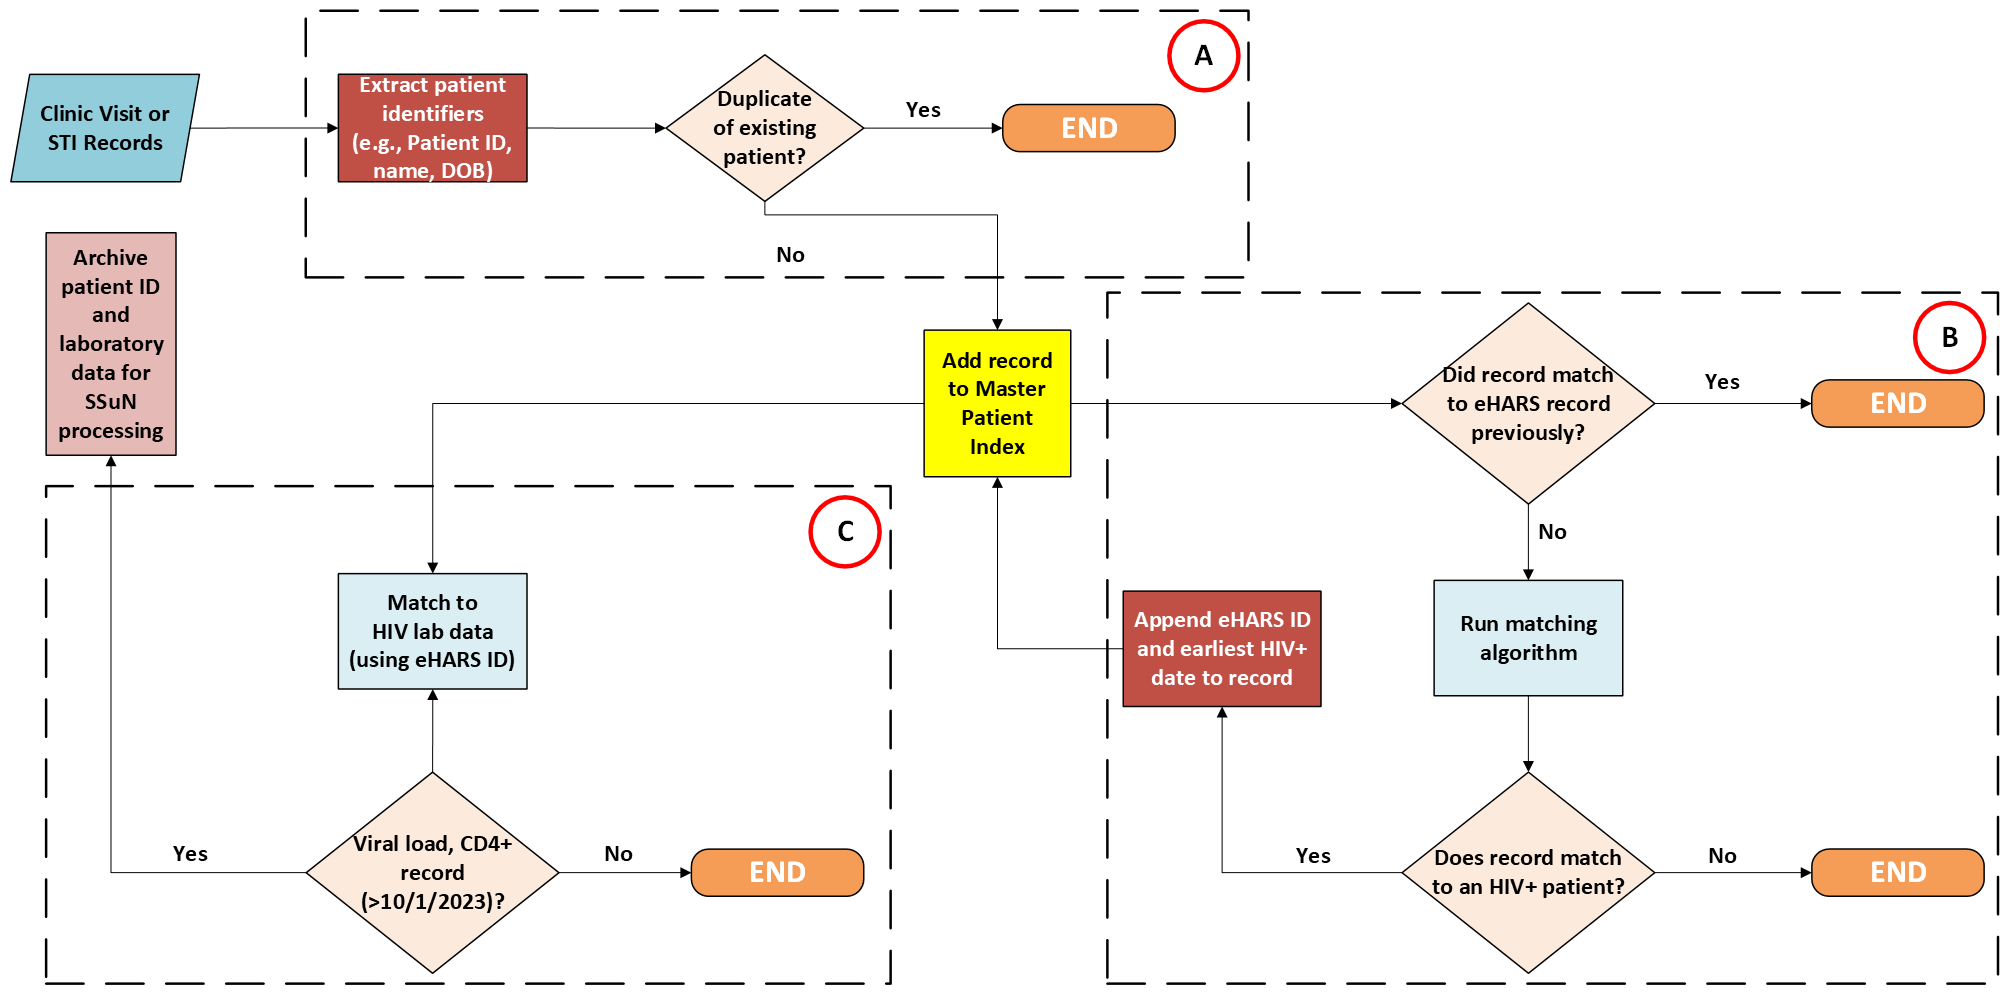 A
Clinic Visit or
STI Records
Extract patient
identifiers
(e.g., Patient ID,
name, DOB)
Duplicate
of existing
patient?
Yes
END
No
Archive
patient ID
and
laboratory
data for
SSuN
processing
Add record
to Master
Patient
Index
B
Did record match
to eHARS record
previously?
Yes
END
No
Run matching
algorithm
Append eHARS ID
and earliest HIV+
date to record
Yes
Does record match
to an HIV+ patient?
No
END
C
Match to
HIV lab data
(using eHARS ID)
Yes
Viral load, CD4+
record
(>10/1/2023)?
No
END